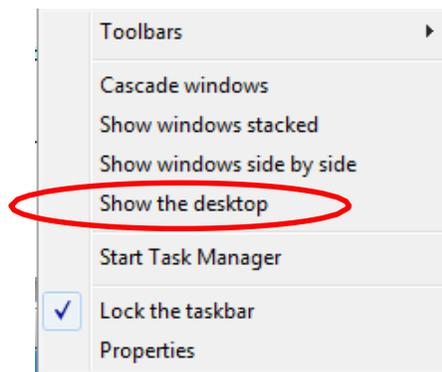 Toolbars
Cascade windows
Show windows stacked
Show windows side by side
Show the desktop
Start Task Manager
Lock the taskbar
Properties